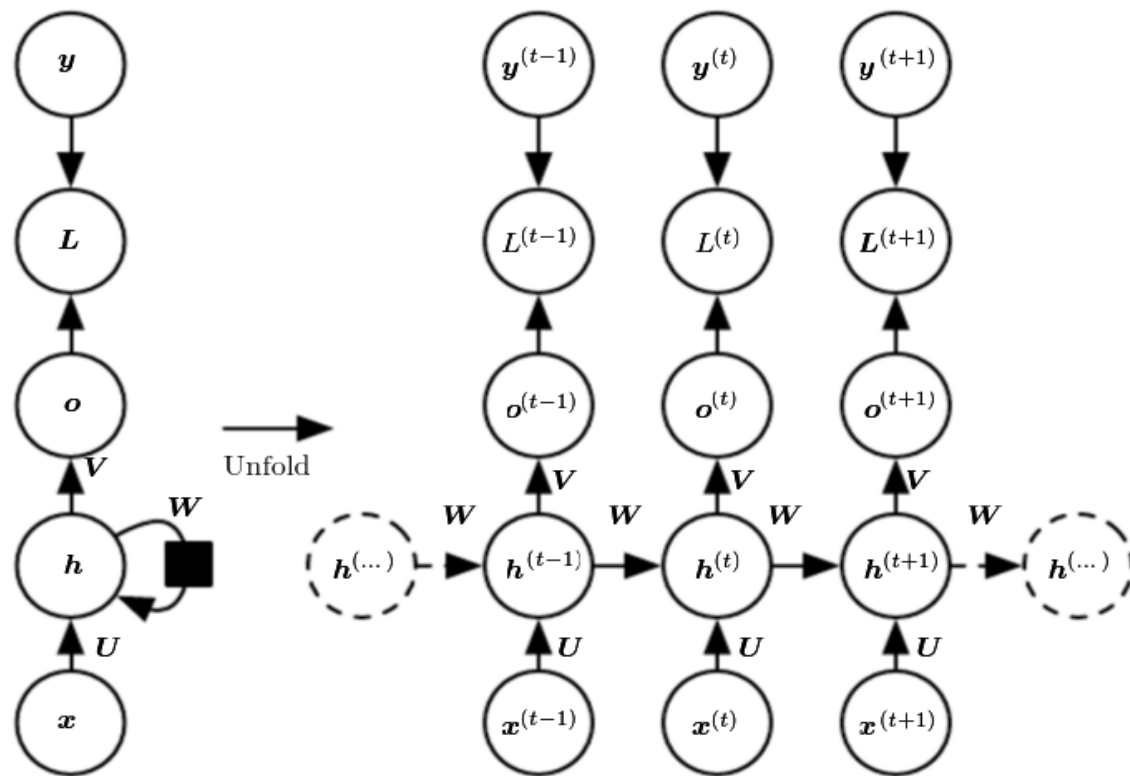 y y^(t−1) y^(t) y^(t+1)
L L^(t−1) L^(t) L^(t+1)
o o^(t−1) o^(t) o^(t+1)
Unfold
V V V V
W W W W W
h h^(...) h^(t−1) h^(t) h^(t+1) h^(...)
U U U U
x x^(t−1) x^(t) x^(t+1)